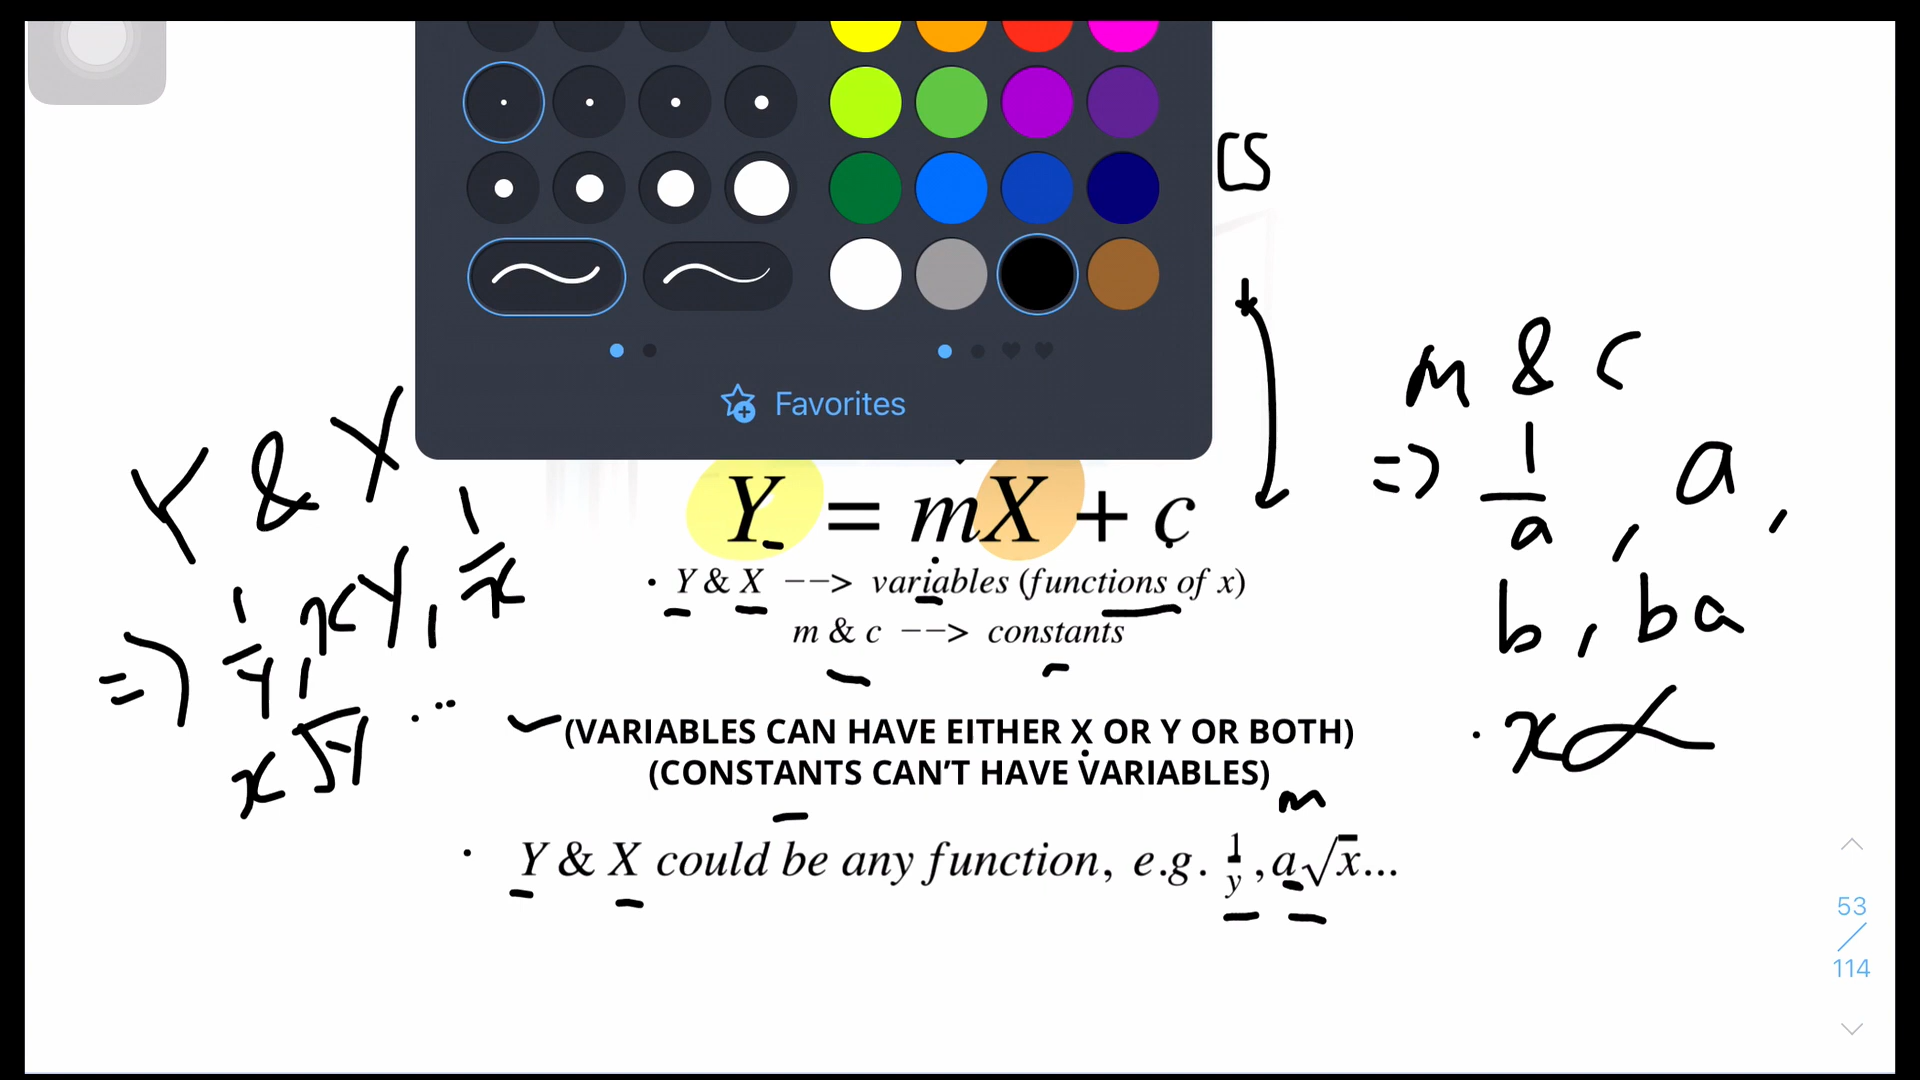 CS
Favorites
m & c
Y & X
=> 1/a , a ,
Y = mX + c
b , ba
=> 1/y , xy , 1/x
• Y & X −−> variables (functions of x)
m & c −−> constants
x√y ...
• x
(VARIABLES CAN HAVE EITHER X OR Y OR BOTH)
(CONSTANTS CAN’T HAVE VARIABLES)
m
• Y & X could be any function, e.g. 1/y , a√x...
53
/
114